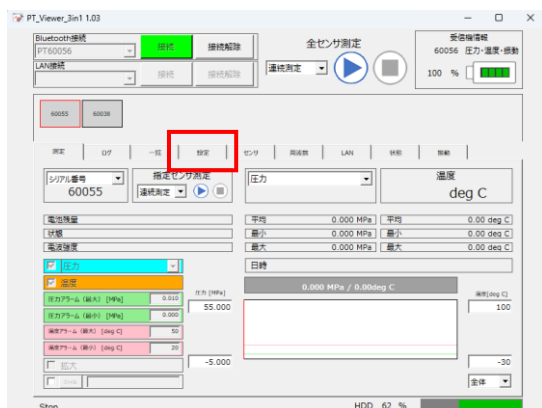 PT_Viewer_3in1 1.03
Bluetooth接続
PT60056
接続
接続解除
LAN接続
接続
接続解除
全センサ測定
連続測定
受信機情報
60056 圧力・温度・振動
100 %
60055
60038
測定 ログ 一覧 設定 センサ 周波数 LAN 状態 振動
シリアル番号
60055
指定センサ測定
連続測定
圧力
温度
deg C
電池残量
状態
電波強度
平均 0.000 MPa
最小 0.000 MPa
最大 0.000 MPa
平均 0.00 deg C
最小 0.00 deg C
最大 0.00 deg C
圧力
温度
圧力アラーム (最大) [MPa] 0.010
圧力アラーム (最小) [MPa] 0.000
温度アラーム (最大) [deg C] 50
温度アラーム (最小) [deg C] 20
拡大
日時
0.000 MPa / 0.00deg C
圧力 [MPa]
55.000
-5.000
温度[deg C]
100
-30
全体
Stop
HDD 62 %